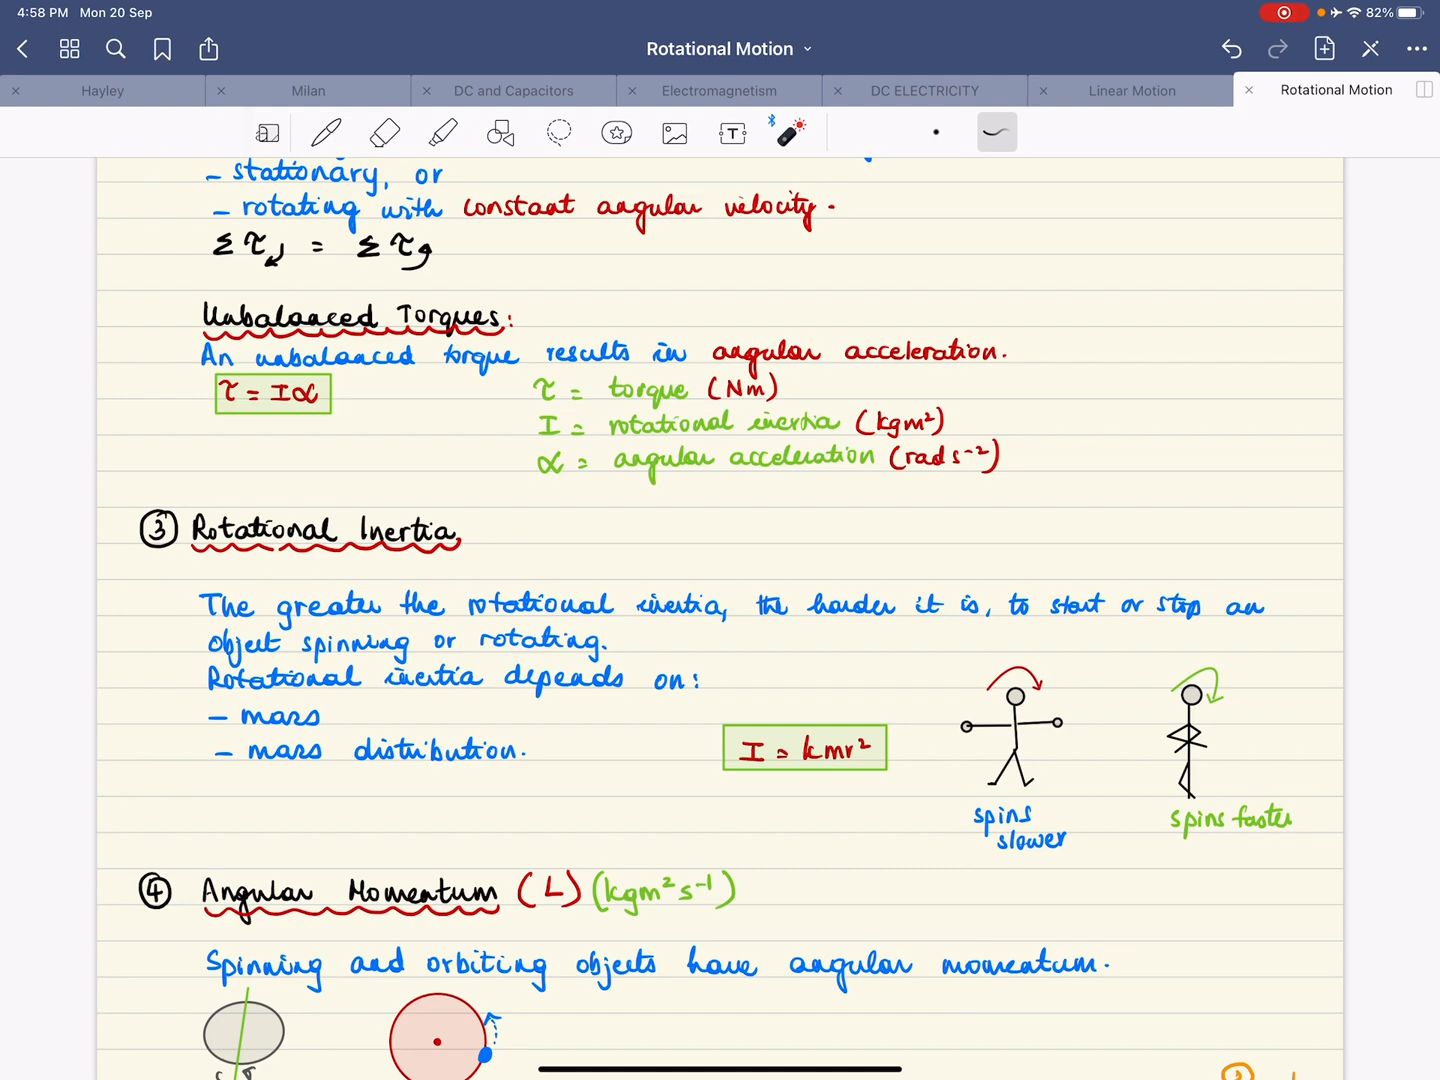 4:58 PM Mon 20 Sep
82%
Rotational Motion
Hayley
Milan
DC and Capacitors
Electromagnetism
DC ELECTRICITY
Linear Motion
Rotational Motion
T
- stationary, or
- rotating with constant angular velocity.
Σ τ = Σ τ
Unbalanced Torques:
An unbalanced torque results in angular acceleration.
τ = Iα
τ = torque (Nm)
I = rotational inertia (kgm²)
α = angular acceleration (rad s⁻²)
③ Rotational Inertia
The greater the rotational inertia, the harder it is, to start or stop an
object spinning or rotating.
Rotational inertia depends on:
- mass
- mass distribution.
I = kmr²
spins
slower
spins faster
④ Angular Momentum (L) (kgm²s⁻¹)
Spinning and orbiting objects have angular momentum.